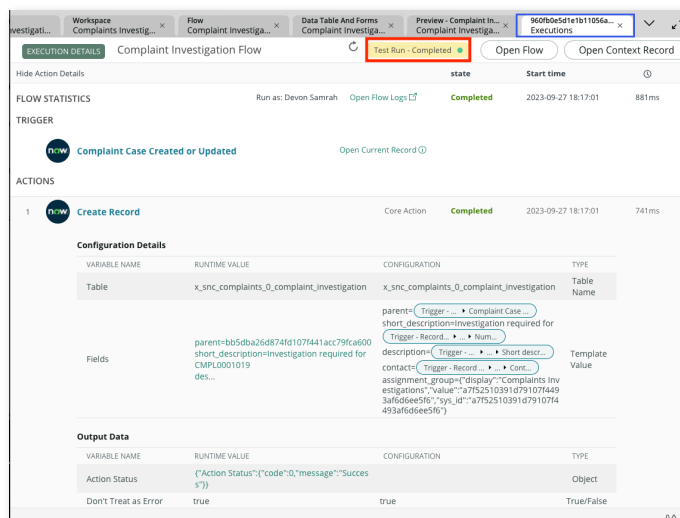 nvestigati...
Workspace
Complaints Investig... ×
Flow
Complaint Investiga... ×
Data Table And Forms
Complaint Investiga... ×
Preview - Complaint In...
Complaint Investiga... ×
960fb0e5d1e1b11056a...
Executions ×
EXECUTION DETAILS Complaint Investigation Flow Test Run - Completed Open Flow Open Context Record
Hide Action Details state Start time
FLOW STATISTICS Run as: Devon Samrah Open Flow Logs Completed 2023-09-27 18:17:01 881ms
TRIGGER
now Complaint Case Created or Updated Open Current Record
ACTIONS
1 now Create Record Core Action Completed 2023-09-27 18:17:01 741ms
Configuration Details
VARIABLE NAME RUNTIME VALUE CONFIGURATION TYPE
Table x_snc_complaints_0_complaint_investigation x_snc_complaints_0_complaint_investigation Table
Name
Fields
parent=bb5dba26d874fd107f441acc79fca600
short_description=Investigation required for
CMPL0001019
des...
parent= Trigger - ... ▸ Complaint Case ...
short_description=Investigation required for
Trigger - Record... ▸ ... ▸ Num...
description= Trigger - ... ▸ ... ▸ Short descr...
contact= Trigger - Record ... ▸ ... ▸ Cont...
assignment_group={"display":"Complaints Inv
estigations","value":"a7f52510391d79107f449
3af6d6ee5f6","sys_id":"a7f52510391d79107f4
493af6d6ee5f6"}
Template
Value
Output Data
VARIABLE NAME RUNTIME VALUE CONFIGURATION TYPE
Action Status {"Action Status":{"code":0,"message":"Succes
s"}} Object
Don't Treat as Error true true True/False